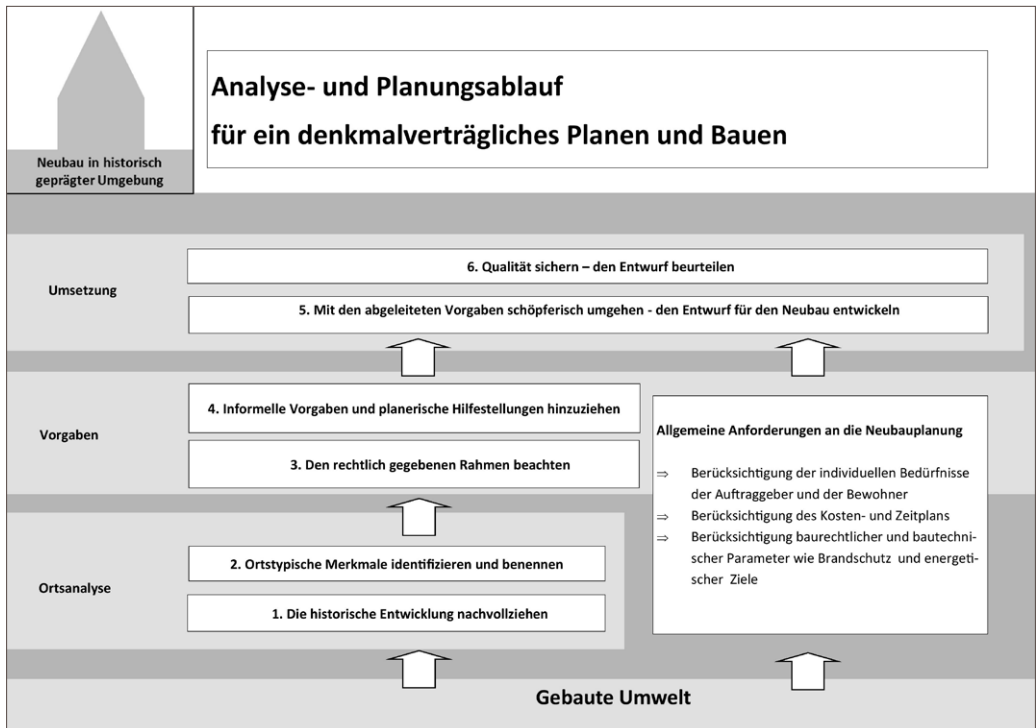 Neubau in historisch
geprägter Umgebung
Analyse- und Planungsablauf
für ein denkmalverträgliches Planen und Bauen
Umsetzung
6. Qualität sichern – den Entwurf beurteilen
5. Mit den abgeleiteten Vorgaben schöpferisch umgehen - den Entwurf für den Neubau entwickeln
Vorgaben
4. Informelle Vorgaben und planerische Hilfestellungen hinzuziehen
3. Den rechtlich gegebenen Rahmen beachten
Allgemeine Anforderungen an die Neubauplanung
⇒ Berücksichtigung der individuellen Bedürfnisse
der Auftraggeber und der Bewohner
⇒ Berücksichtigung des Kosten- und Zeitplans
⇒ Berücksichtigung baurechtlicher und bautechni-
scher Parameter wie Brandschutz und energeti-
scher Ziele
Ortsanalyse
2. Ortstypische Merkmale identifizieren und benennen
1. Die historische Entwicklung nachvollziehen
Gebaute Umwelt